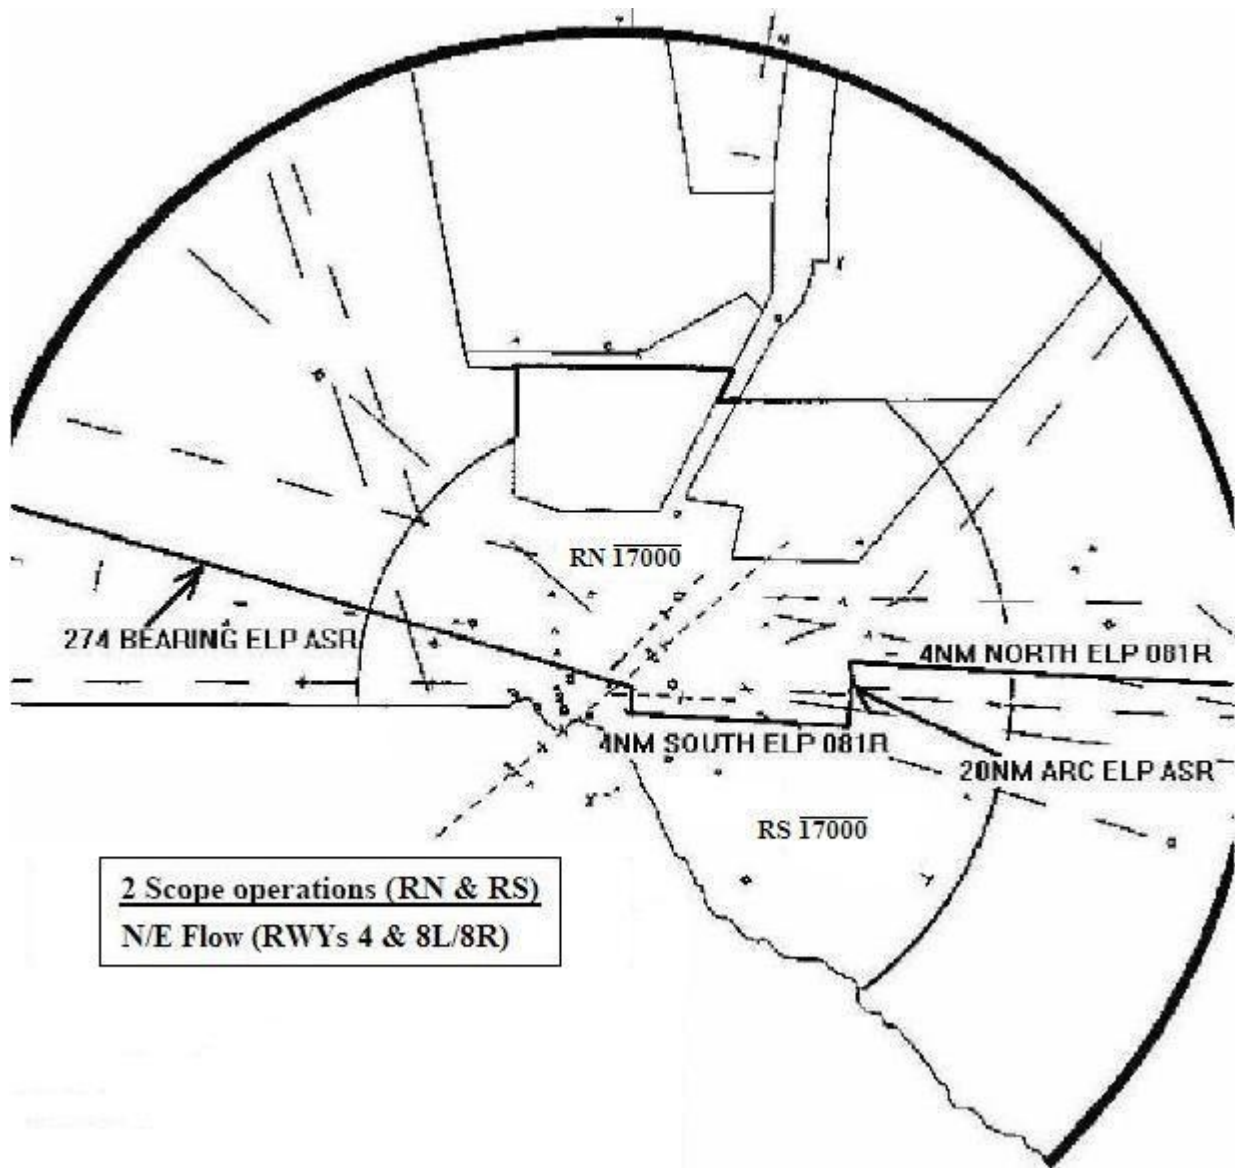 RN 17000
274 BEARING ELP ASR
4NM NORTH ELP 081R
4NM SOUTH ELP 081R
20NM ARC ELP ASR
RS 17000
2 Scope operations (RN & RS)
N/E Flow (RWYs 4 & 8L/8R)